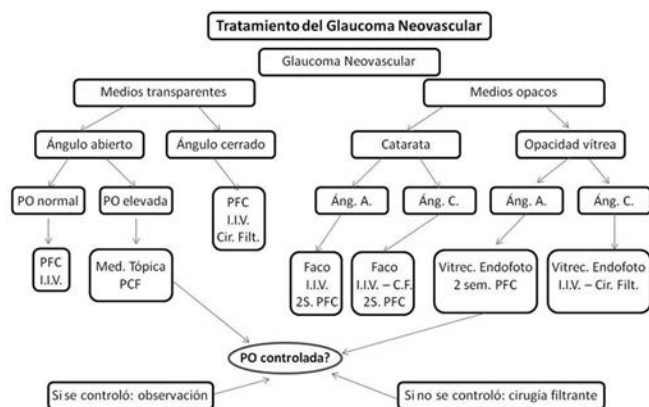 Tratamiento del Glaucoma Neovascular
Glaucoma Neovascular
Medios transparentes
Medios opacos
Ángulo abierto
Ángulo cerrado
Catarata
Opacidad vítrea
PO normal
PO elevada
PFC
I.I.V.
Cir. Filt.
Áng. A.
Áng. C.
Áng. A.
Áng. C.
PFC
I.I.V.
Med. Tópica
PCF
Faco
I.I.V.
2S. PFC
Faco
I.I.V. – C.F.
2S. PFC
Vitrec. Endofoto
2 sem. PFC
Vitrec. Endofoto
I.I.V. – Cir. Filt.
PO controlada?
Si se controló: observación
Si no se controló: cirugía filtrante